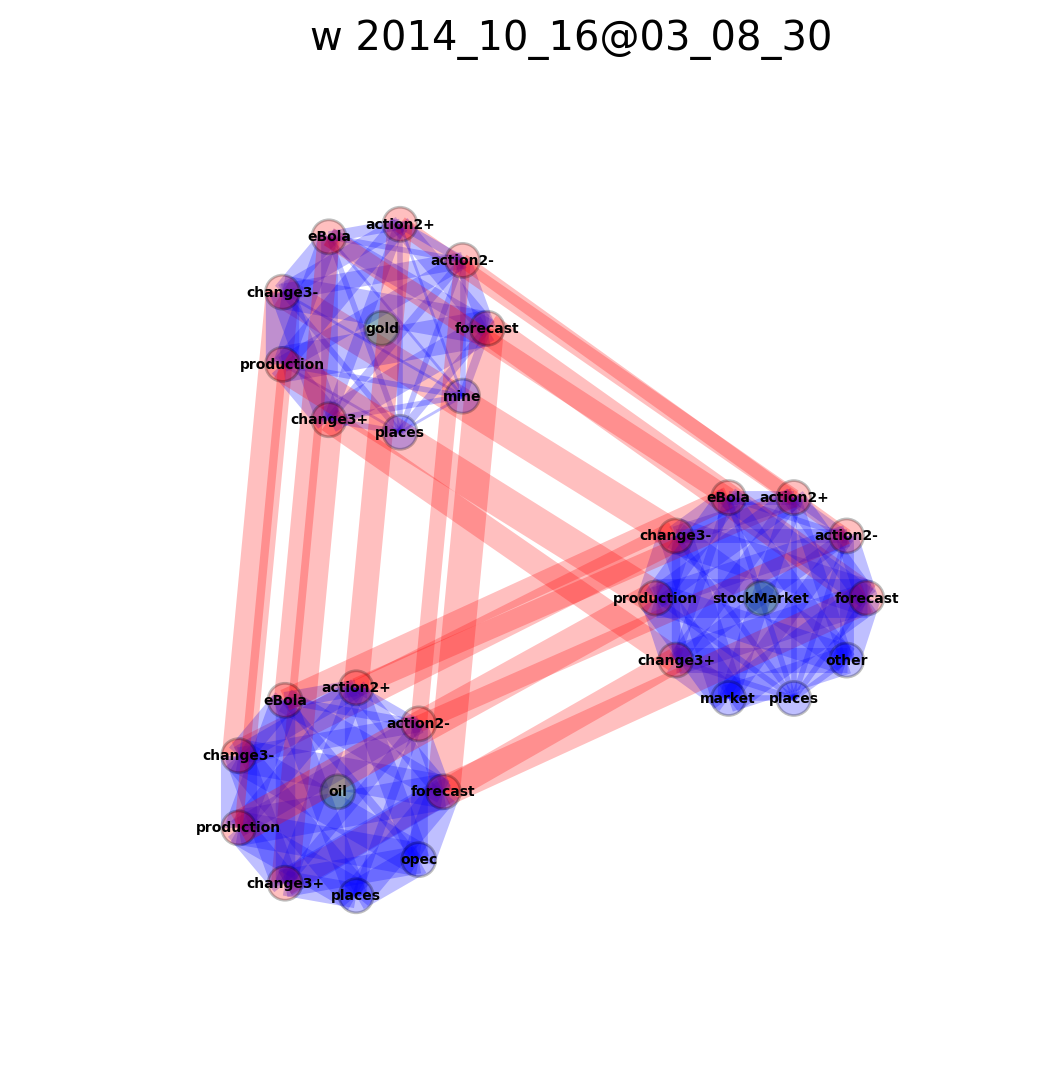 w 2014_10_16@03_08_30
action2+
eBola
action2-
change3-
gold
forecast
production
mine
change3+
places
eBola
action2+
change3-
action2-
production
stockMarket
forecast
change3+
other
market
places
action2+
eBola
action2-
change3-
oil
forecast
production
opec
change3+
places